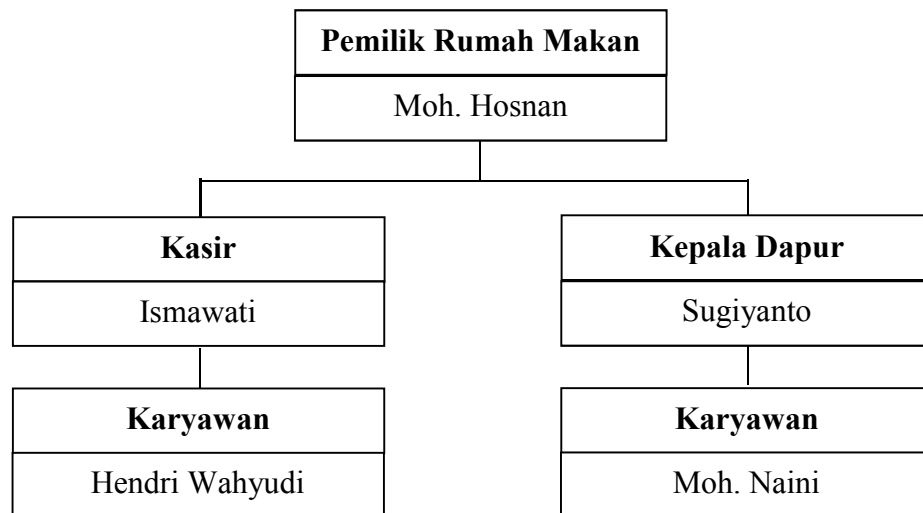 Pemilik Rumah Makan
Moh. Hosnan
Kasir
Ismawati
Kepala Dapur
Sugiyanto
Karyawan
Hendri Wahyudi
Karyawan
Moh. Naini